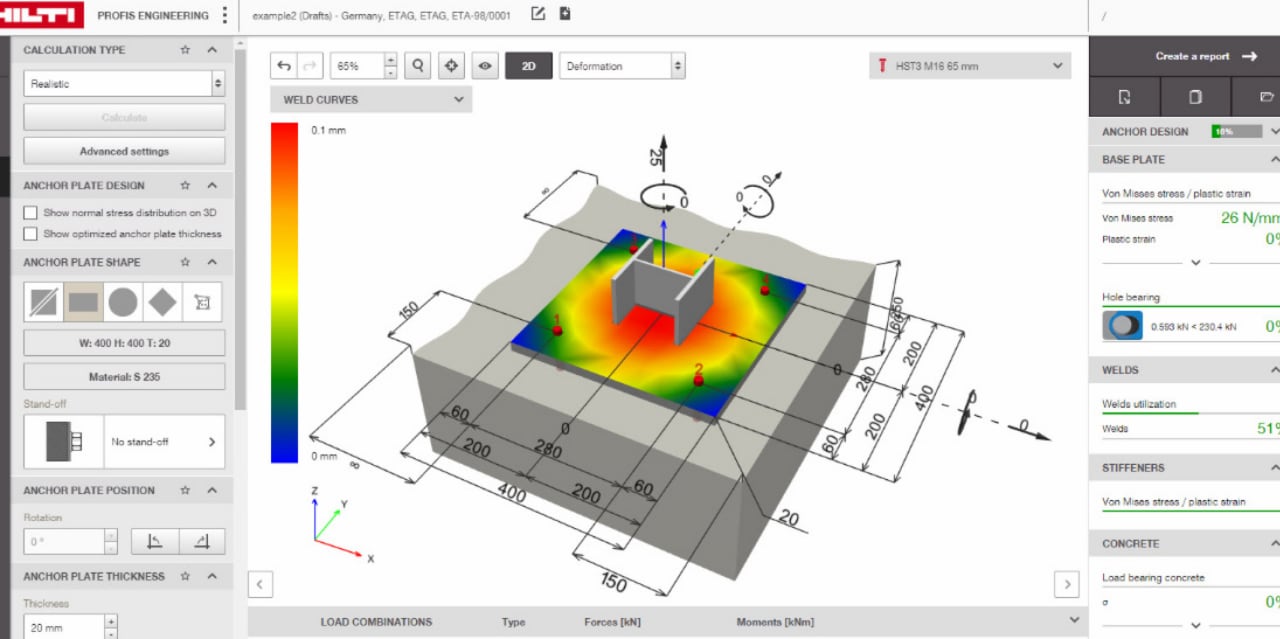 HILTI PROFIS ENGINEERING
example2 (Drafts) - Germany, ETAG, ETAG, ETA-98/0001
/
CALCULATION TYPE
Realistic
Calculate
Advanced settings
ANCHOR PLATE DESIGN
Show normal stress distribution on 3D
Show optimized anchor plate thickness
ANCHOR PLATE SHAPE
W: 400 H: 400 T: 20
Material: S 235
Stand-off
No stand-off
ANCHOR PLATE POSITION
Rotation
0 °
ANCHOR PLATE THICKNESS
Thickness
20 mm
65%
2D
Deformation
HST3 M16 65 mm
WELD CURVES
0.1 mm
0 mm
25
0
0
0
∞
150
1
2
4
0
200
280
400
200
60
0
0
60
0
280
200
400
200
60
∞
20
150
Z
Y
X
LOAD COMBINATIONS
Type
Forces [kN]
Moments [kNm]
Create a report
ANCHOR DESIGN
16%
BASE PLATE
Von Misses stress / plastic strain
Von Mises stress
26 N/mm
Plastic strain
0%
Hole bearing
0.593 kN < 230.4 kN
0%
WELDS
Welds utilization
Welds
51%
STIFFENERS
Von Mises stress / plastic strain
CONCRETE
Load bearing concrete
σ
0%